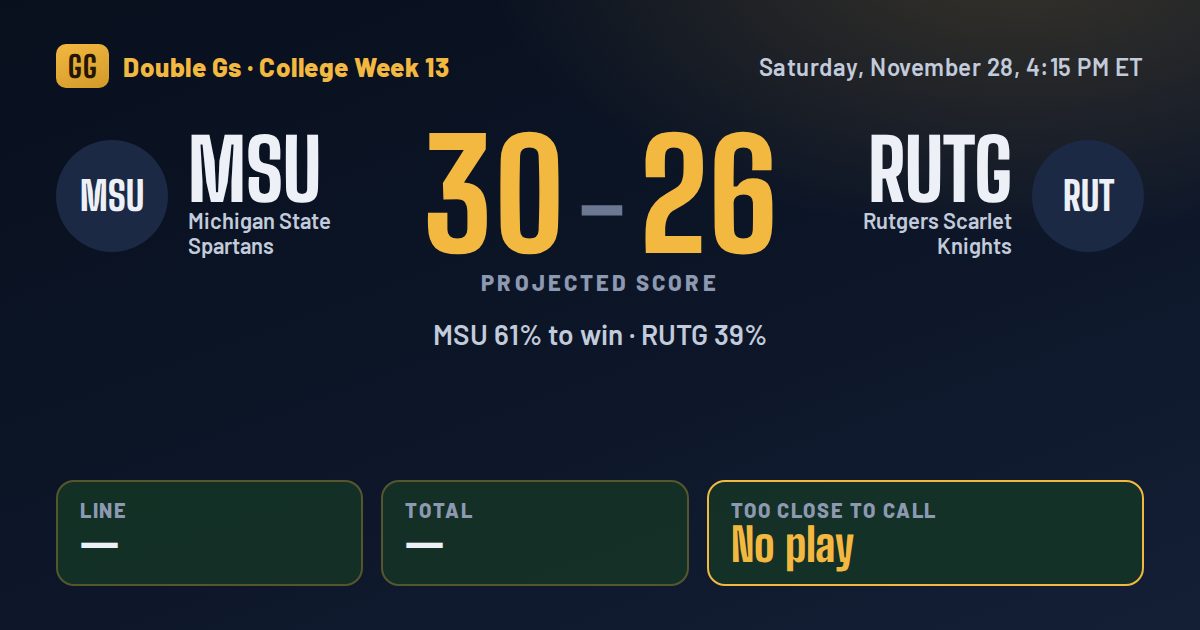 GG
Double Gs · College Week 13
Saturday, November 28, 4:15 PM ET
MSU
MSU
Michigan State
Spartans
30 – 26
PROJECTED SCORE
MSU 61% to win · RUTG 39%
RUTG
Rutgers Scarlet
Knights
RUT
LINE
—
TOTAL
—
TOO CLOSE TO CALL
No play